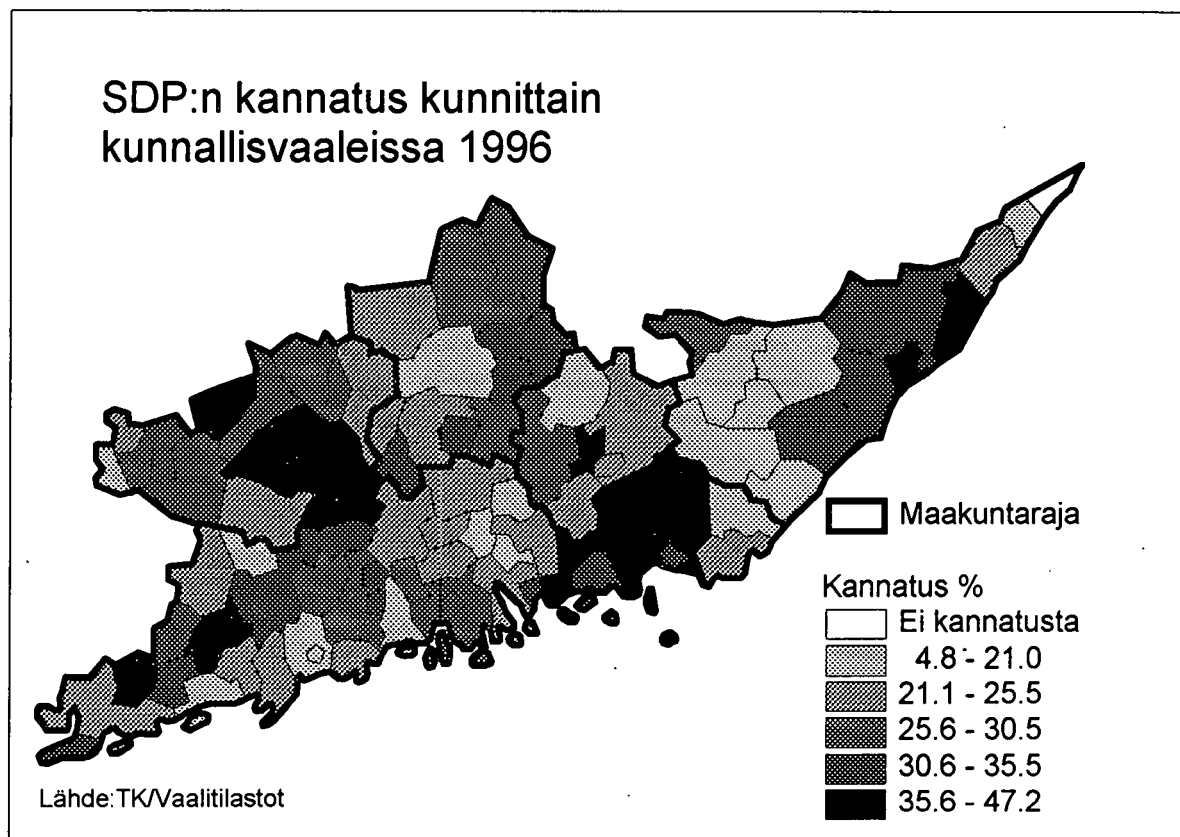 SDP:n kannatus kunnittain
kunnallisvaaleissa 1996
Maakuntaraja
Kannatus %
Ei kannatusta
4.8 - 21.0
21.1 - 25.5
25.6 - 30.5
30.6 - 35.5
35.6 - 47.2
Lähde:TK/Vaalitilastot